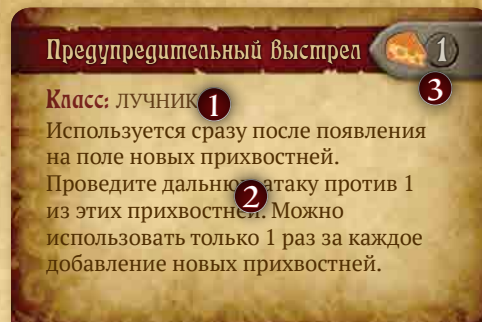 Предупредительный выстрел 1
3
Класс: ЛУЧНИК 1
Используется сразу после появления
на поле новых прихвостней.
Проведите дальнюю атаку против 1
2
из этих прихвостней. Можно
использовать только 1 раз за каждое
добавление новых прихвостней.